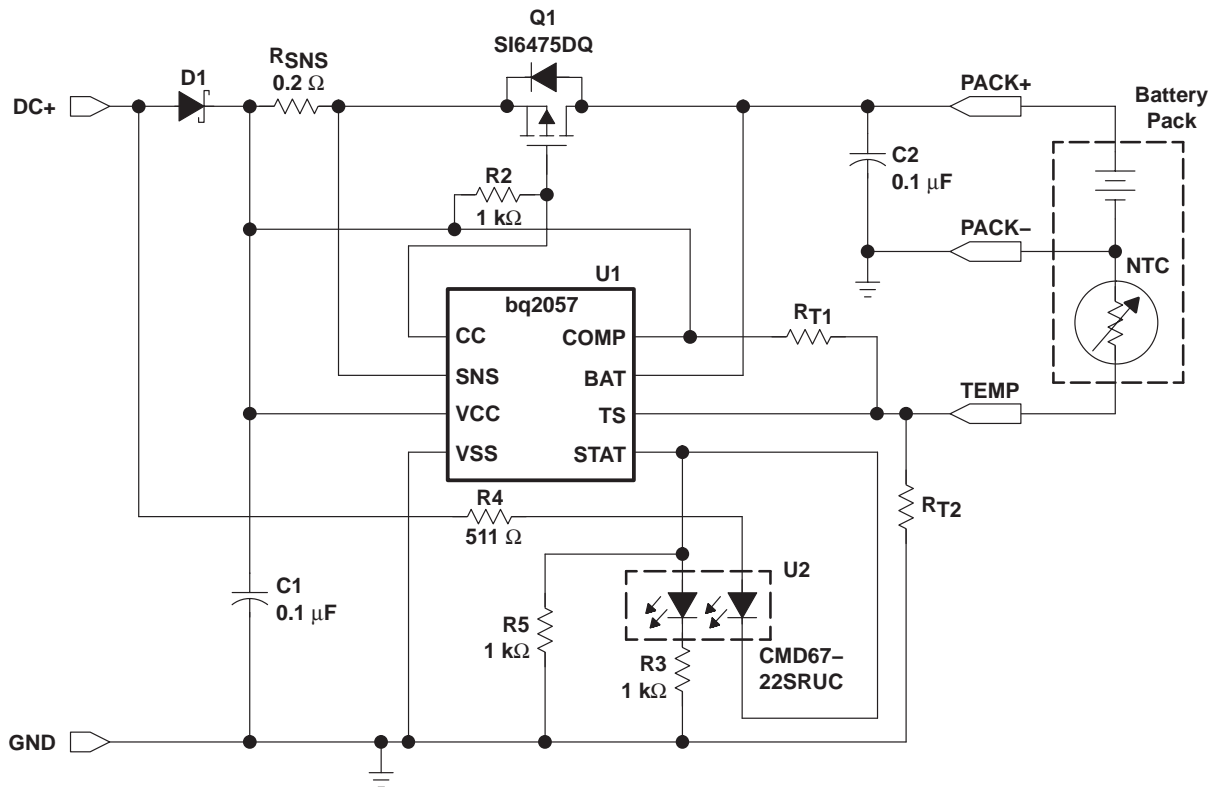 Q1
SI6475DQ
RSNS
0.2 Ω
D1
DC+
PACK+
Battery
Pack
C2
0.1 μF
R2
1 kΩ
PACK–
NTC
U1
bq2057
CC
SNS
VCC
VSS
COMP
BAT
TS
STAT
RT1
TEMP
R4
511 Ω
RT2
C1
0.1 μF
U2
R5
1 kΩ
R3
1 kΩ
CMD67–
22SRUC
GND